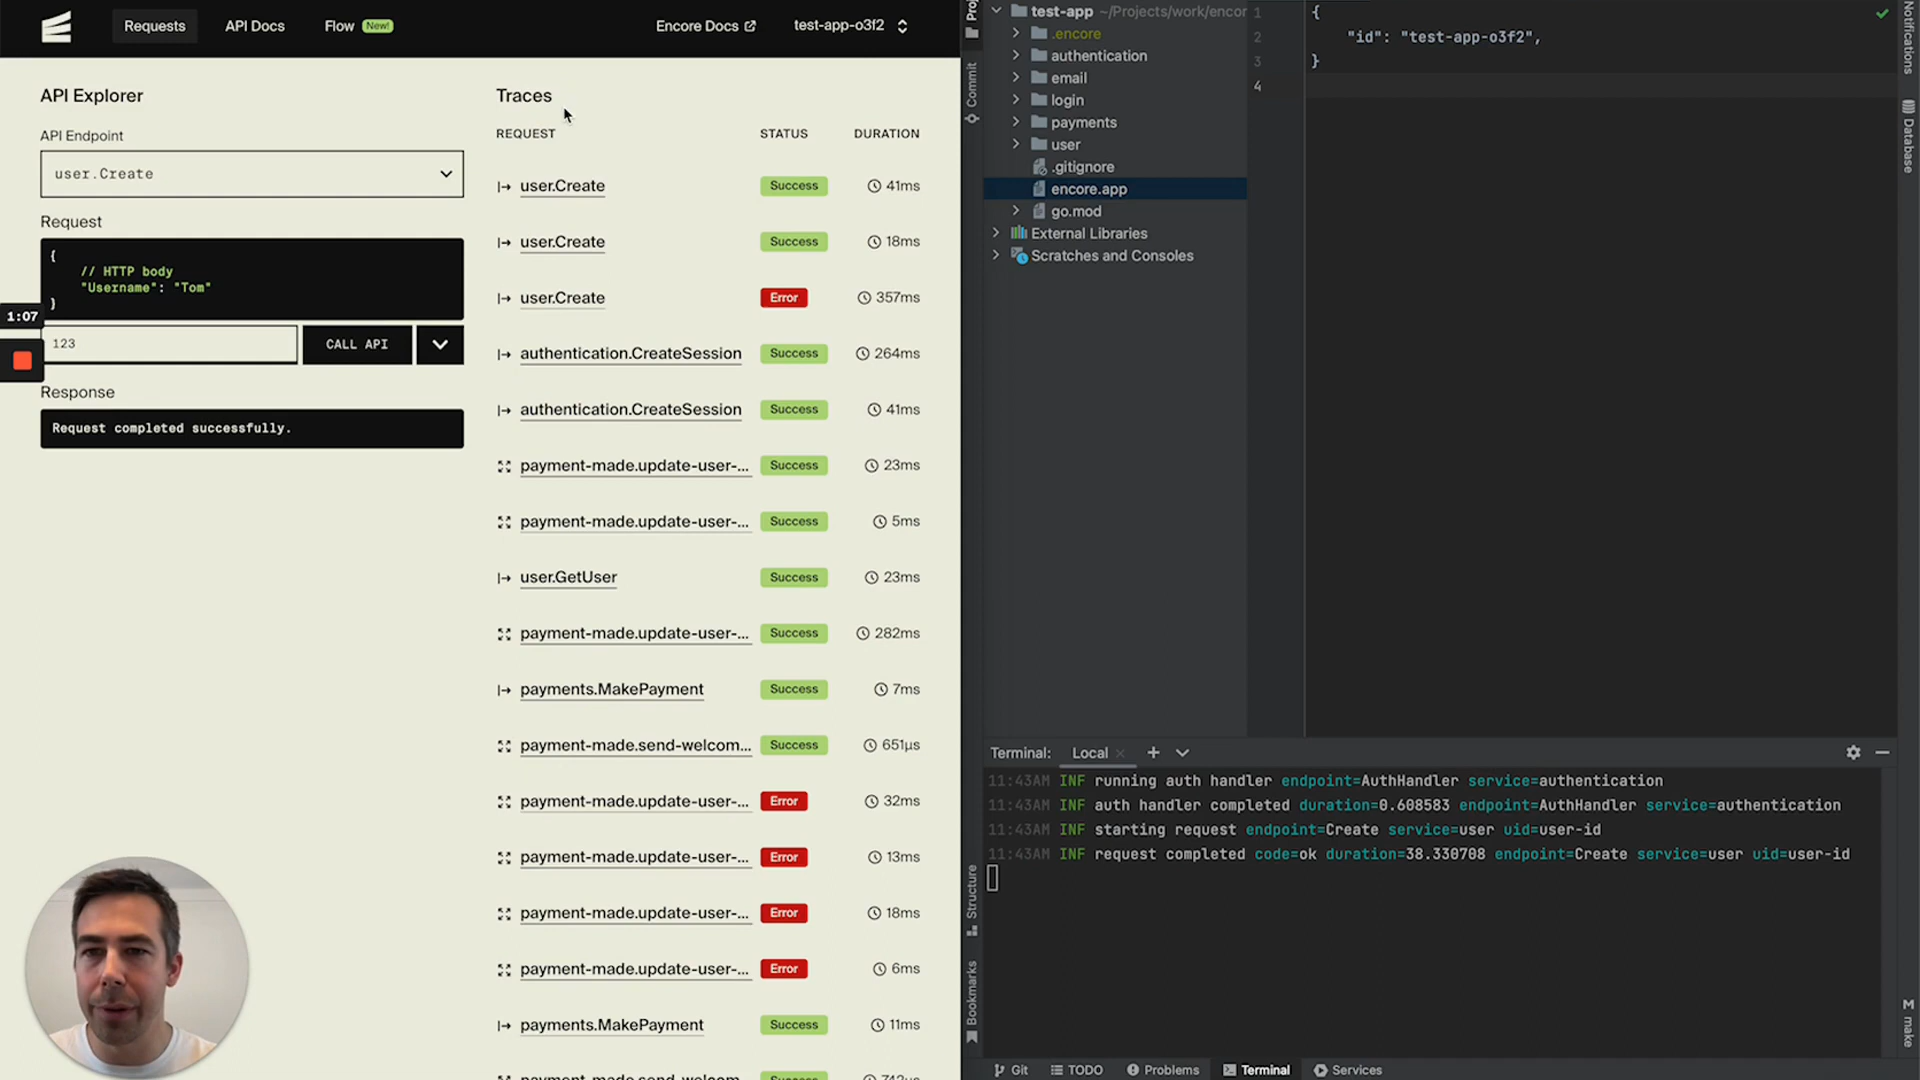 Requests
API Docs
Flow New!
Encore Docs
test-app-o3f2
API Explorer
API Endpoint
user.Create
Request
{
// HTTP body
"Username": "Tom"
}
1:07
123
CALL API
Response
Request completed successfully.
Traces
REQUEST STATUS DURATION
user.Create Success 41ms
user.Create Success 18ms
user.Create Error 357ms
authentication.CreateSession Success 264ms
authentication.CreateSession Success 41ms
payment-made.update-user-... Success 23ms
payment-made.update-user-... Success 5ms
user.GetUser Success 23ms
payment-made.update-user-... Success 282ms
payments.MakePayment Success 7ms
payment-made.send-welcom... Success 651µs
payment-made.update-user-... Error 32ms
payment-made.update-user-... Error 13ms
payment-made.update-user-... Error 18ms
payment-made.update-user-... Error 6ms
payments.MakePayment Success 11ms
payment-made.send-welcom... Success 742µs
Commit
Structure
Bookmarks
test-app ~/Projects/work/encor
.encore
authentication
email
login
payments
user
.gitignore
encore.app
go.mod
External Libraries
Scratches and Consoles
1 {
2 "id": "test-app-o3f2",
3 }
4
Notifications
Database
make
Terminal: Local
11:43AM INF running auth handler endpoint=AuthHandler service=authentication
11:43AM INF auth handler completed duration=0.608583 endpoint=AuthHandler service=authentication
11:43AM INF starting request endpoint=Create service=user uid=user-id
11:43AM INF request completed code=ok duration=38.330708 endpoint=Create service=user uid=user-id
Git TODO Problems Terminal Services